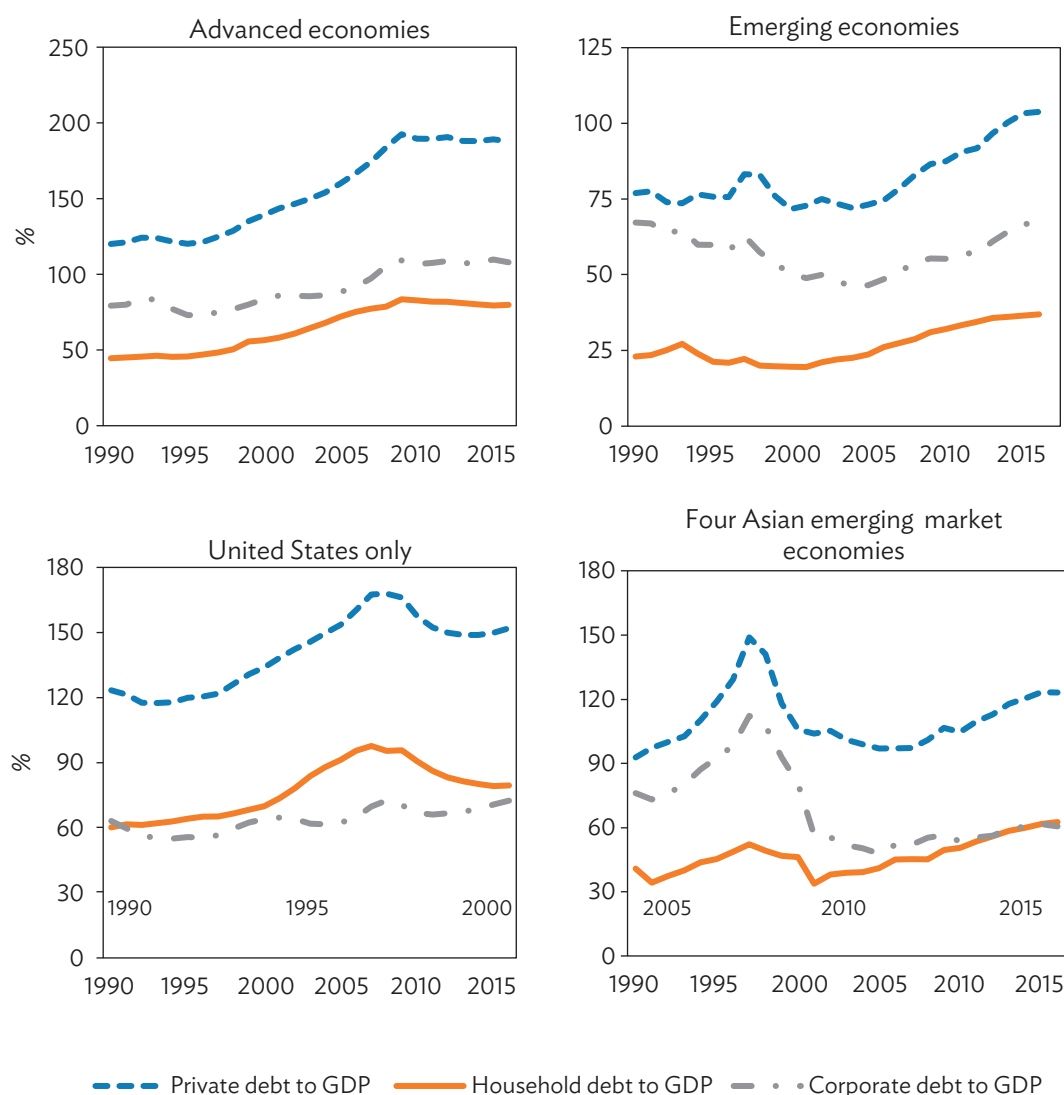 Advanced economies
250
200
150
100
50
0
%
1990 1995 2000 2005 2010 2015
Emerging economies
125
100
75
50
25
0
1990 1995 2000 2005 2010 2015
United States only
180
150
120
90
60
30
0
%
1990 1995 2000
1990 1995 2000 2005 2010 2015
Four Asian emerging market
economies
180
150
120
90
60
30
0
2005 2010 2015
1990 1995 2000 2005 2010 2015
Private debt to GDP Household debt to GDP Corporate debt to GDP